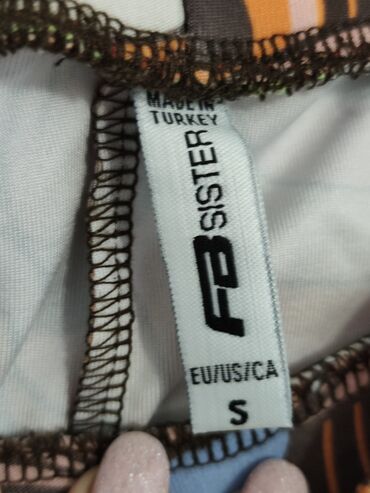 MADE IN
TURKEY
FB SISTER
EU/US/CA
S